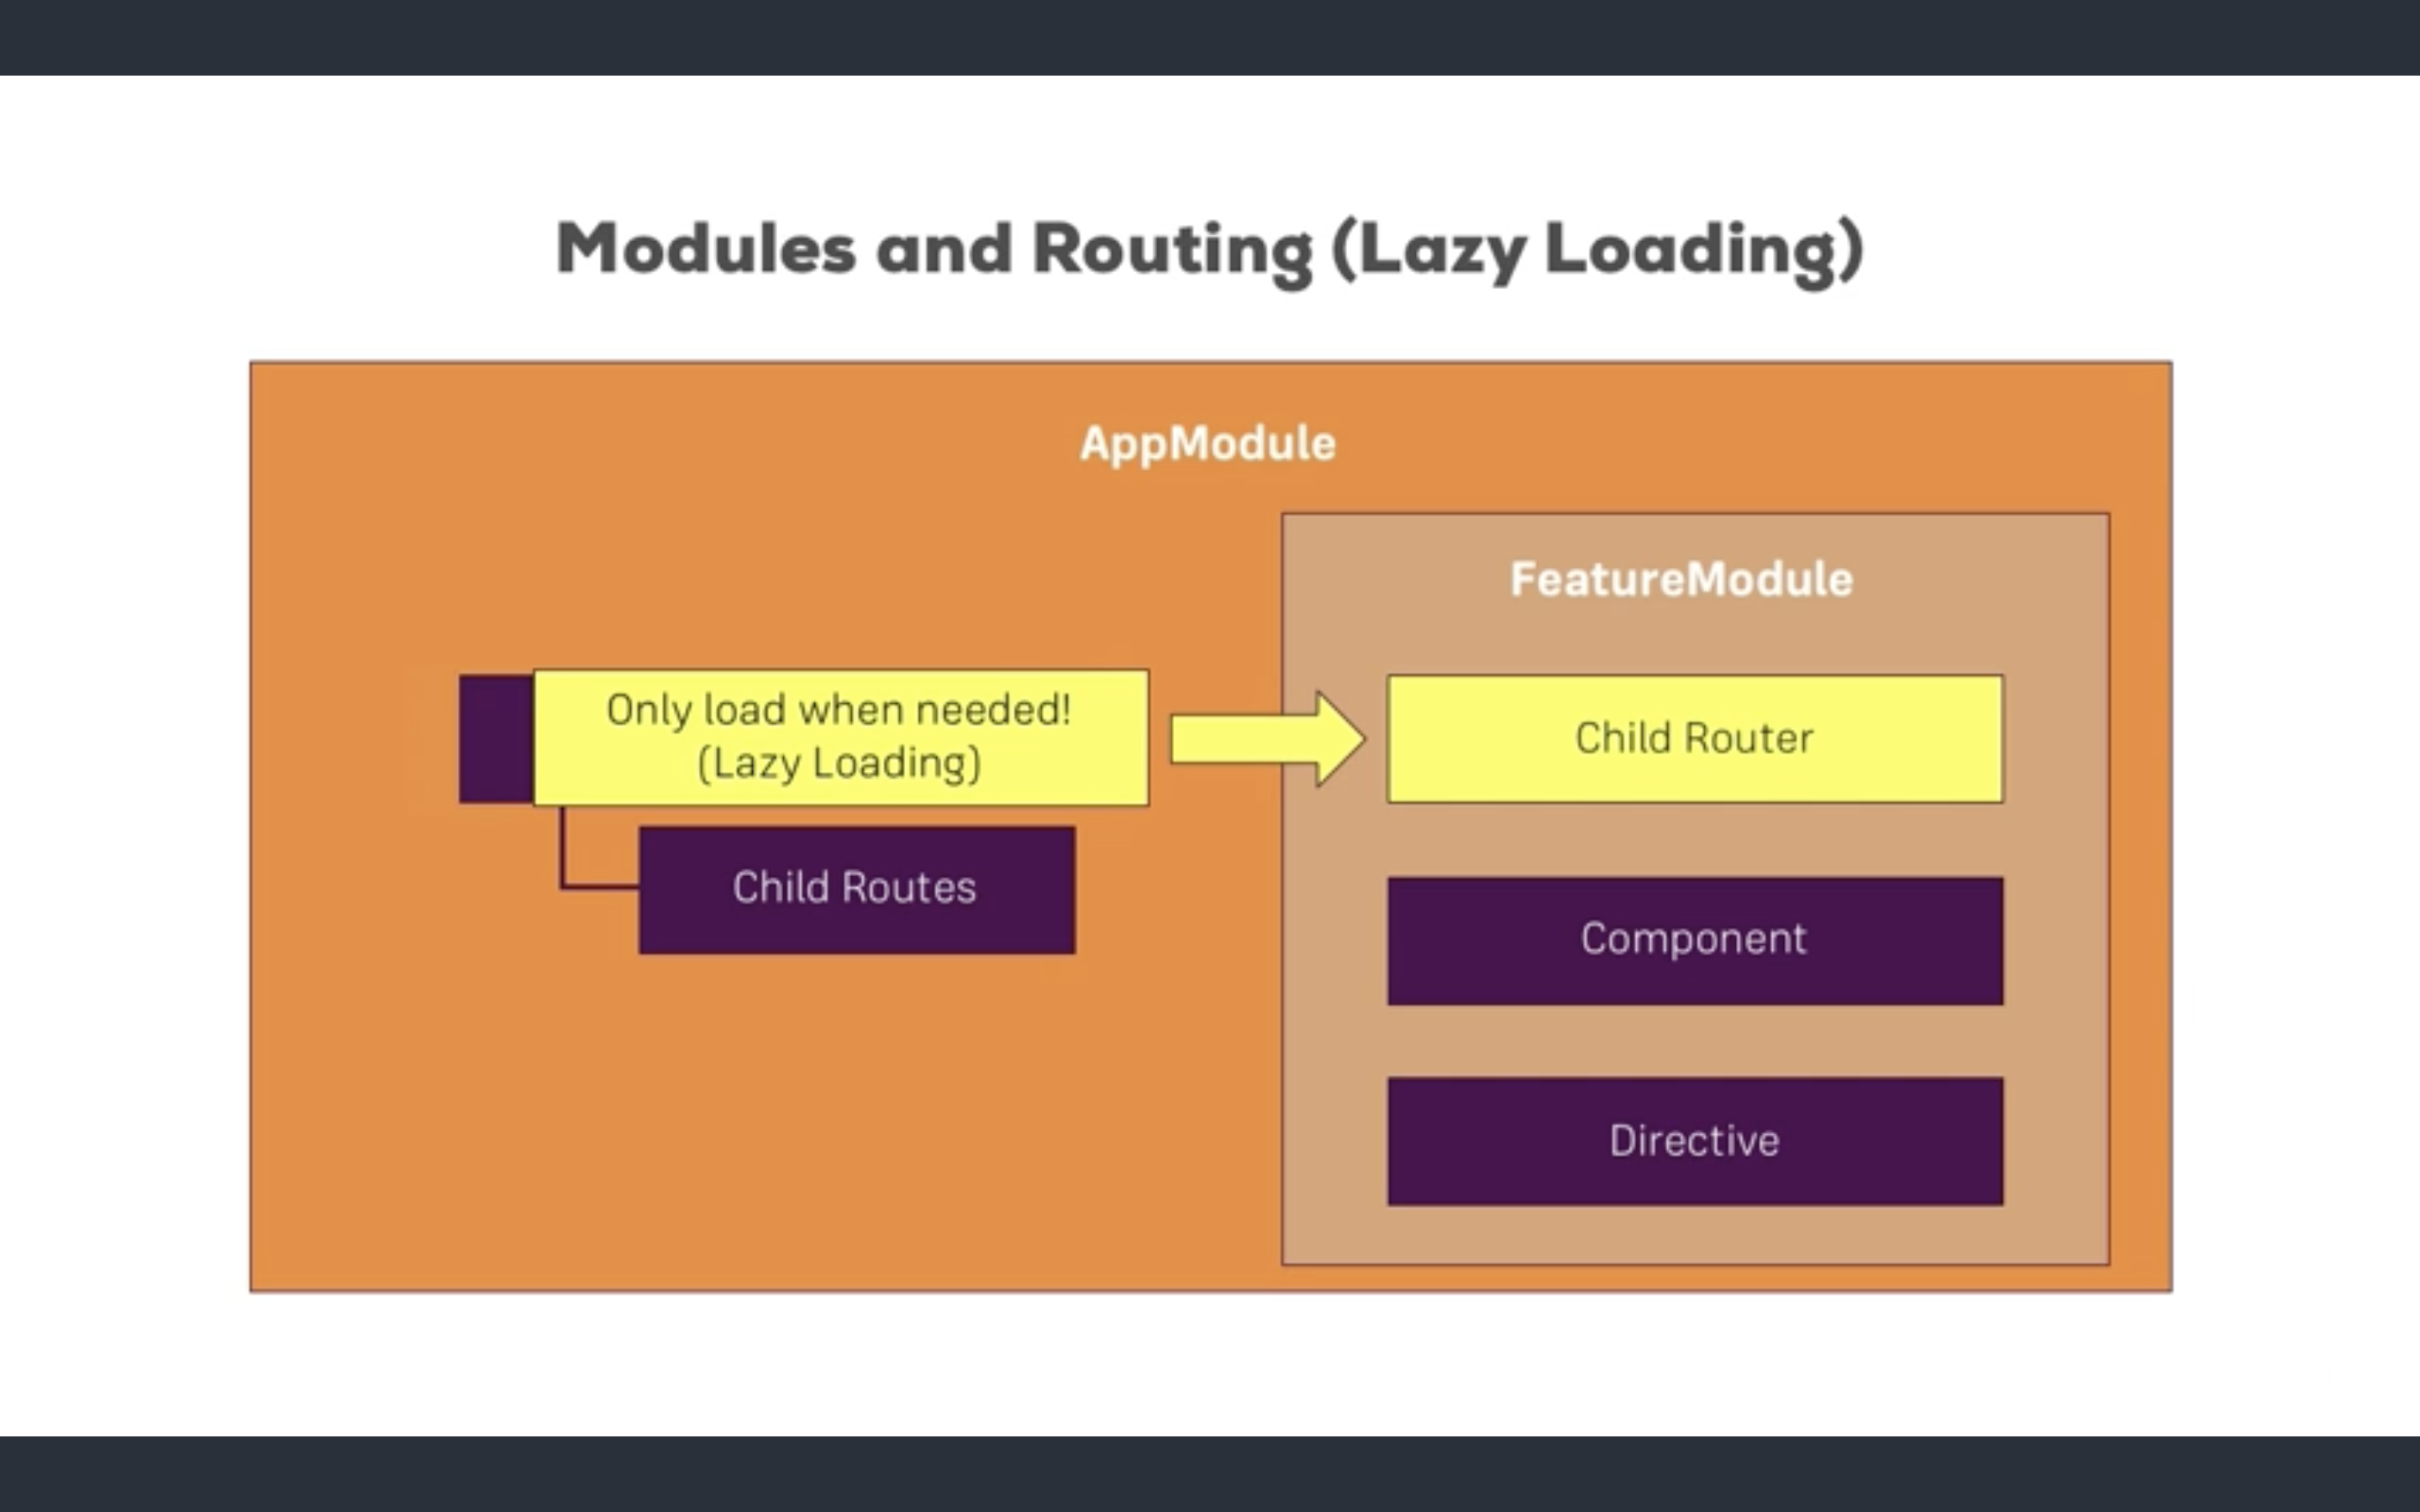 Modules and Routing (Lazy Loading)
AppModule
FeatureModule
Only load when needed!
(Lazy Loading)
Child Router
Child Routes
Component
Directive